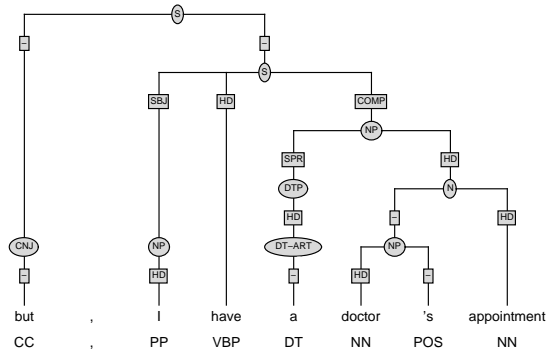 S
– –
S
SBJ HD COMP
NP
SPR HD
DTP N
HD – HD
CNJ NP DT–ART NP
– HD – HD –
but , I have a doctor 's appointment
CC , PP VBP DT NN POS NN